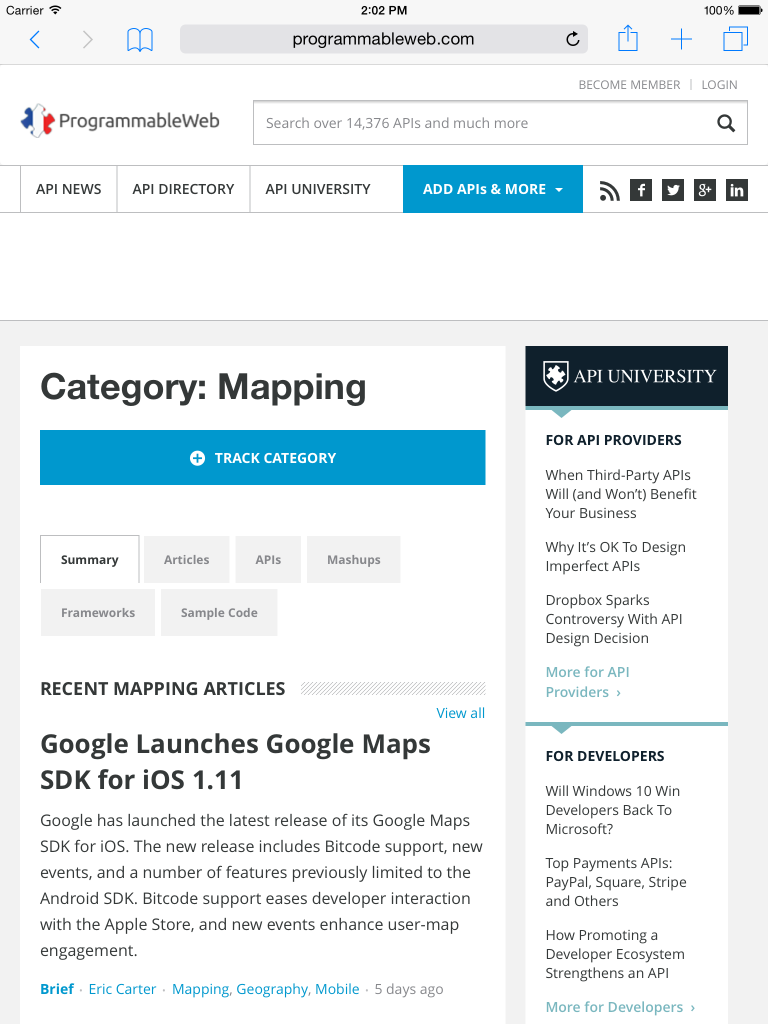 Carrier 2:02 PM 100%
programmableweb.com
BECOME MEMBER | LOGIN
ProgrammableWeb
Search over 14,376 APIs and much more
API NEWS API DIRECTORY API UNIVERSITY ADD APIs & MORE f g+ in
Category: Mapping
TRACK CATEGORY
Summary Articles APIs Mashups
Frameworks Sample Code
RECENT MAPPING ARTICLES
View all
Google Launches Google Maps
SDK for iOS 1.11
Google has launched the latest release of its Google Maps
SDK for iOS. The new release includes Bitcode support, new
events, and a number of features previously limited to the
Android SDK. Bitcode support eases developer interaction
with the Apple Store, and new events enhance user-map
engagement.
Brief · Eric Carter · Mapping, Geography, Mobile · 5 days ago
API UNIVERSITY
FOR API PROVIDERS
When Third-Party APIs
Will (and Won’t) Benefit
Your Business
Why It’s OK To Design
Imperfect APIs
Dropbox Sparks
Controversy With API
Design Decision
More for API
Providers ›
FOR DEVELOPERS
Will Windows 10 Win
Developers Back To
Microsoft?
Top Payments APIs:
PayPal, Square, Stripe
and Others
How Promoting a
Developer Ecosystem
Strengthens an API
More for Developers ›